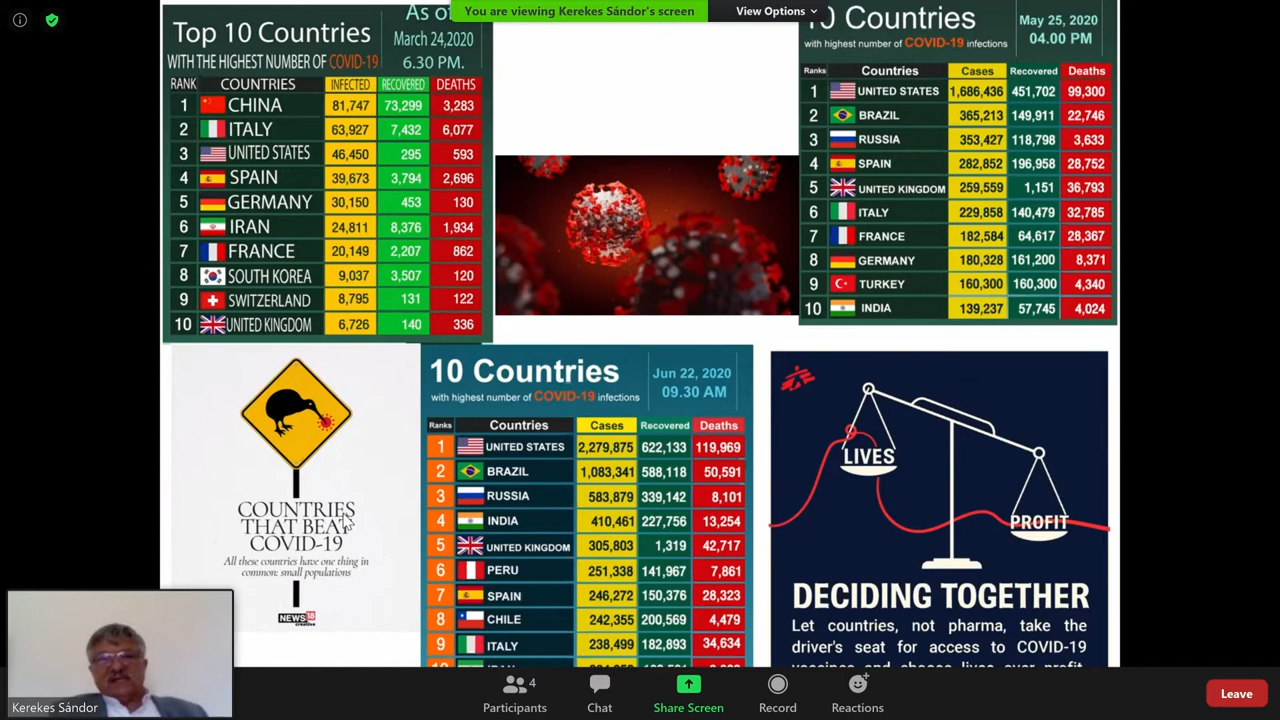 You are viewing Kerekes Sándor's screen
View Options
Top 10 Countries
As of
March 24,2020
6.30 PM.
WITH THE HIGHEST NUMBER OF COVID-19
RANK COUNTRIES INFECTED RECOVERED DEATHS
1 CHINA 81,747 73,299 3,283
2 ITALY 63,927 7,432 6,077
3 UNITED STATES 46,450 295 593
4 SPAIN 39,673 3,794 2,696
5 GERMANY 30,150 453 130
6 IRAN 24,811 8,376 1,934
7 FRANCE 20,149 2,207 862
8 SOUTH KOREA 9,037 3,507 120
9 SWITZERLAND 8,795 131 122
10 UNITED KINGDOM 6,726 140 336
10 Countries
with highest number of COVID-19 infections
May 25, 2020
04.00 PM
Ranks Countries Cases Recovered Deaths
1 UNITED STATES 1,686,436 451,702 99,300
2 BRAZIL 365,213 149,911 22,746
3 RUSSIA 353,427 118,798 3,633
4 SPAIN 282,852 196,958 28,752
5 UNITED KINGDOM 259,559 1,151 36,793
6 ITALY 229,858 140,479 32,785
7 FRANCE 182,584 64,617 28,367
8 GERMANY 180,328 161,200 8,371
9 TURKEY 160,300 160,300 4,340
10 INDIA 139,237 57,745 4,024
COUNTRIES
THAT BEAT
COVID-19
All these countries have one thing in
common: small populations
NEWS18
creative
10 Countries
with highest number of COVID-19 infections
Jun 22, 2020
09.30 AM
Ranks Countries Cases Recovered Deaths
1 UNITED STATES 2,279,875 622,133 119,969
2 BRAZIL 1,083,341 588,118 50,591
3 RUSSIA 583,879 339,142 8,101
4 INDIA 410,461 227,756 13,254
5 UNITED KINGDOM 305,803 1,319 42,717
6 PERU 251,338 141,967 7,861
7 SPAIN 246,272 150,376 28,323
8 CHILE 242,355 200,569 4,479
9 ITALY 238,499 182,893 34,634
LIVES
PROFIT
DECIDING TOGETHER
Let countries, not pharma, take the
driver's seat for access to COVID-19
vaccines and choose lives over profit.
Kerekes Sándor
4
Participants
Chat
Share Screen
Record
Reactions
Leave